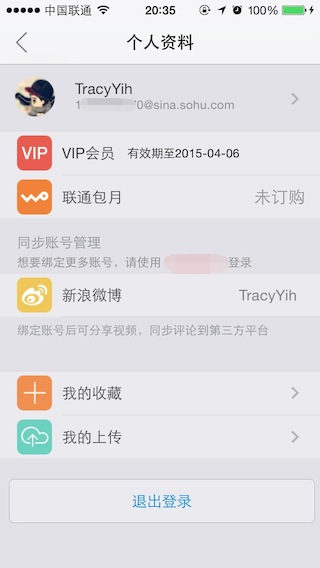 中国联通 20:35 100%
个人资料
TracyYih
1 70@sina.sohu.com
VIP VIP会员 有效期至2015-04-06
联通包月 未订购
同步账号管理
想要绑定更多账号，请使用 登录
新浪微博 TracyYih
绑定账号后可分享视频，同步评论到第三方平台
我的收藏
我的上传
退出登录